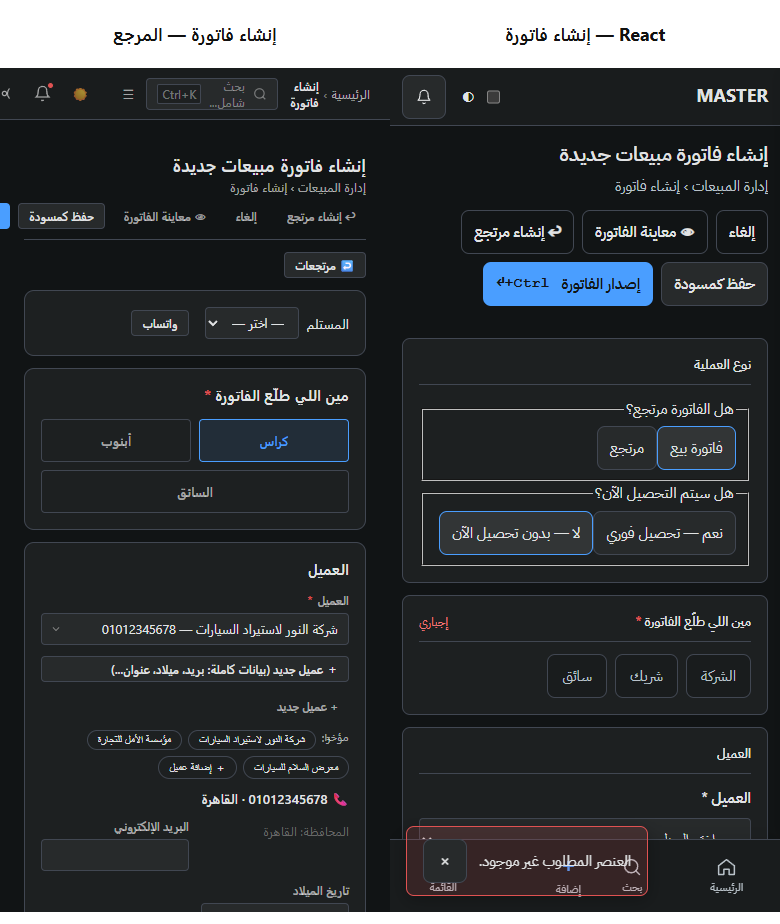 React — إنشاء فاتورة
MASTER
إنشاء فاتورة مبيعات جديدة
إدارة المبيعات › إنشاء فاتورة
إلغاء
معاينة الفاتورة
إنشاء مرتجع
حفظ كمسودة
إصدار الفاتورة Ctrl+↵
نوع العملية
هل الفاتورة مرتجع؟
فاتورة بيع
مرتجع
هل سيتم التحصيل الآن؟
نعم — تحصيل فوري
لا — بدون تحصيل الآن
مين اللي طلّع الفاتورة *
إجباري
الشركة
شريك
سائق
العميل
العميل *
العنصر المطلوب غير موجود.
×
الرئيسية
بحث
إضافة
القائمة
إنشاء فاتورة — المرجع
الرئيسية › إنشاء فاتورة
بحث شامل... Ctrl+K
إنشاء فاتورة مبيعات جديدة
إدارة المبيعات › إنشاء فاتورة
إنشاء مرتجع
إلغاء
معاينة الفاتورة
حفظ كمسودة
مرتجعات
المستلم
— اختر —
واتساب
مين اللي طلّع الفاتورة *
كراس
أبنوب
السائق
العميل
العميل *
شركة النور لاستيراد السيارات — 01012345678
+ عميل جديد (بيانات كاملة: بريد، ميلاد، عنوان...)
+ عميل جديد
مؤخرًا:
شركة النور لاستيراد السيارات
مؤسسة الأمل للتجارة
معرض السلام للسيارات
+ إضافة عميل
01012345678 · القاهرة
المحافظة: القاهرة
البريد الإلكتروني
تاريخ الميلاد